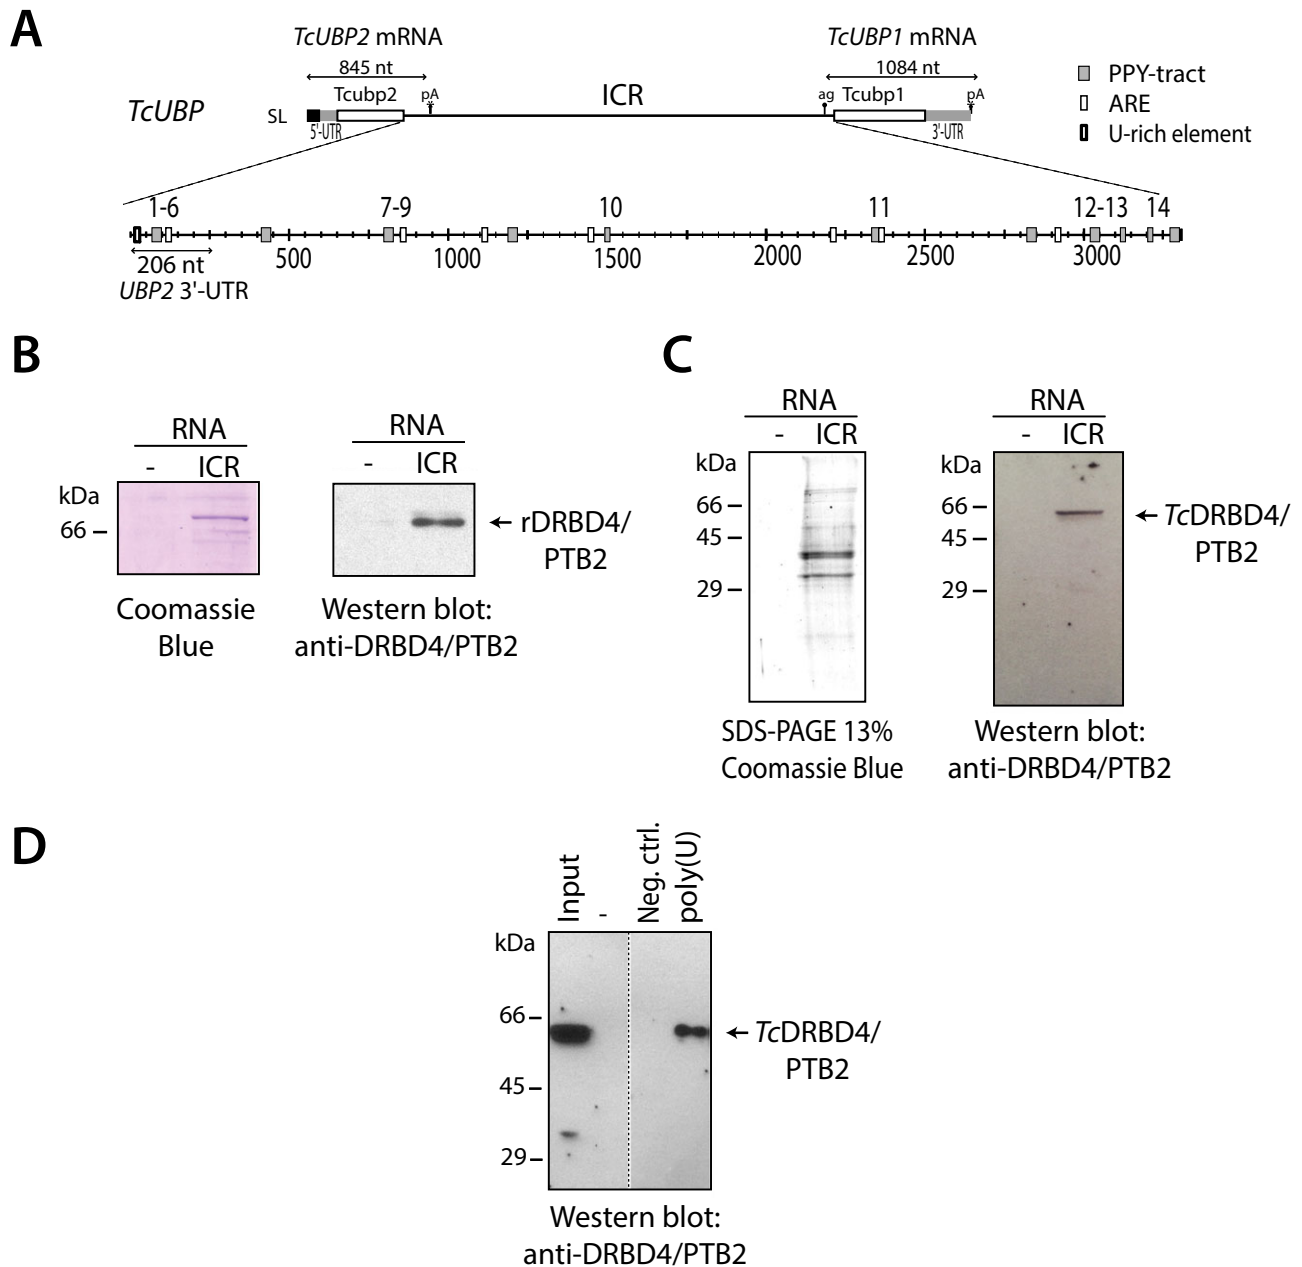 A
TcUBP2 mRNA
TcUBP1 mRNA
845 nt
1084 nt
PPY-tract
ARE
U-rich element
TcUBP
SL
Tcubp2
pA
ICR
ag
Tcubp1
pA
5'-UTR
3'-UTR
1-6
7-9
10
11
12-13
14
206 nt
500
1000
1500
2000
2500
3000
UBP2 3'-UTR
B
RNA
- ICR
kDa
66
Coomassie
Blue
RNA
- ICR
rDRBD4/
PTB2
Western blot:
anti-DRBD4/PTB2
C
RNA
- ICR
kDa
66
45
29
SDS-PAGE 13%
Coomassie Blue
RNA
- ICR
kDa
66
45
29
TcDRBD4/
PTB2
Western blot:
anti-DRBD4/PTB2
D
Input
-
Neg. ctrl.
poly(U)
kDa
66
45
29
TcDRBD4/
PTB2
Western blot:
anti-DRBD4/PTB2